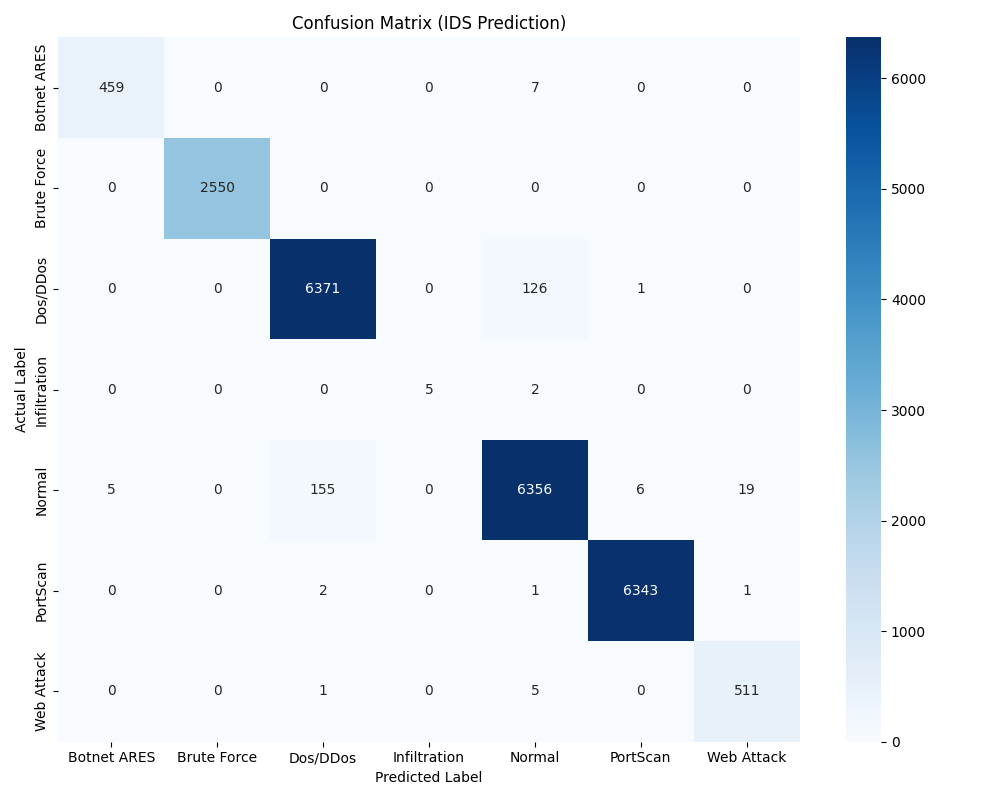 Confusion Matrix (IDS Prediction)
Actual Label
Botnet ARES 459 0 0 0 7 0 0
Brute Force 0 2550 0 0 0 0 0
Dos/DDos 0 0 6371 0 126 1 0
Infiltration 0 0 0 5 2 0 0
Normal 5 0 155 0 6356 6 19
PortScan 0 0 2 0 1 6343 1
Web Attack 0 0 1 0 5 0 511
Botnet ARES Brute Force Dos/DDos Infiltration Normal PortScan Web Attack
Predicted Label
6000
5000
4000
3000
2000
1000
0